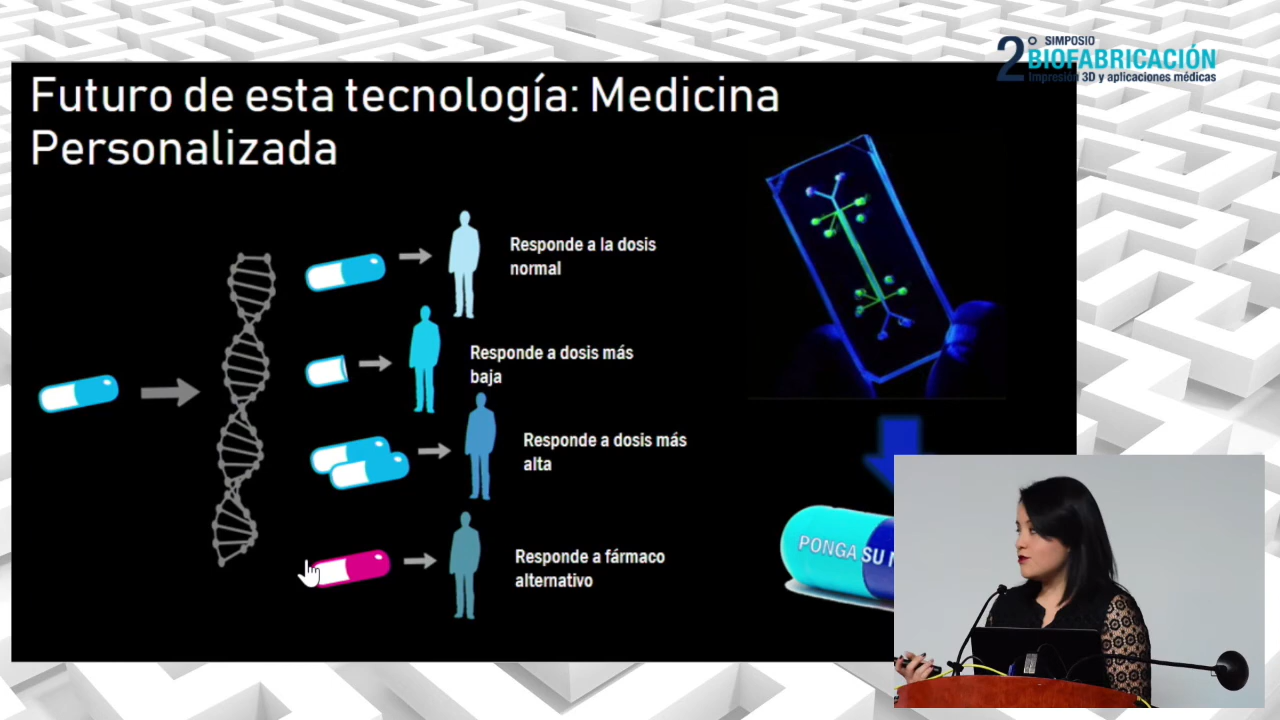 2° SIMPOSIO
BIOFABRICACIÓN
Impresión 3D y aplicaciones médicas
Futuro de esta tecnología: Medicina
Personalizada
Responde a la dosis
normal
Responde a dosis más
baja
Responde a dosis más
alta
Responde a fármaco
alternativo
PONGA SU